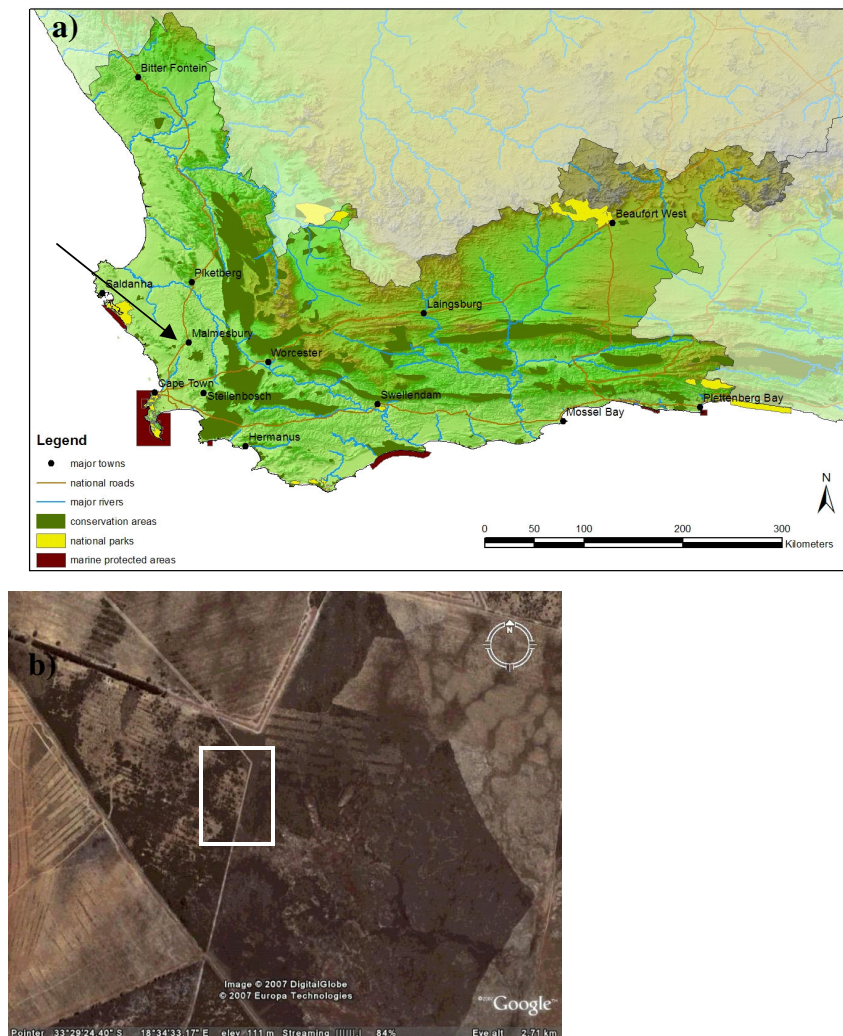 a)
Bitter Fontein
Beaufort West
Piketberg
Saldanha
Laingsburg
Malmesbury
Worcester
Cape Town
Stellenbosch
Swellendam
Plettenberg Bay
Mossel Bay
Hermanus
Legend
major towns
national roads
major rivers
conservation areas
national parks
marine protected areas
N
0 50 100 200 300
Kilometers
b)
N
Image © 2007 DigitalGlobe
© 2007 Europa Technologies
Google
Pointer 33°29'24.40" S 18°34'33.17" E elev 111 m Streaming ||||||| 84% Eye alt 2.71 km